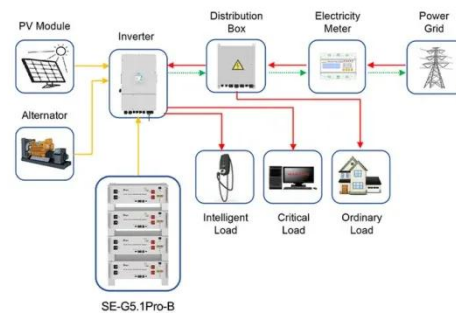 PV Module
Inverter
Distribution
Box
Electricity
Meter
Power
Grid
Alternator
Intelligent
Load
Critical
Load
Ordinary
Load
SE-G5.1Pro-B